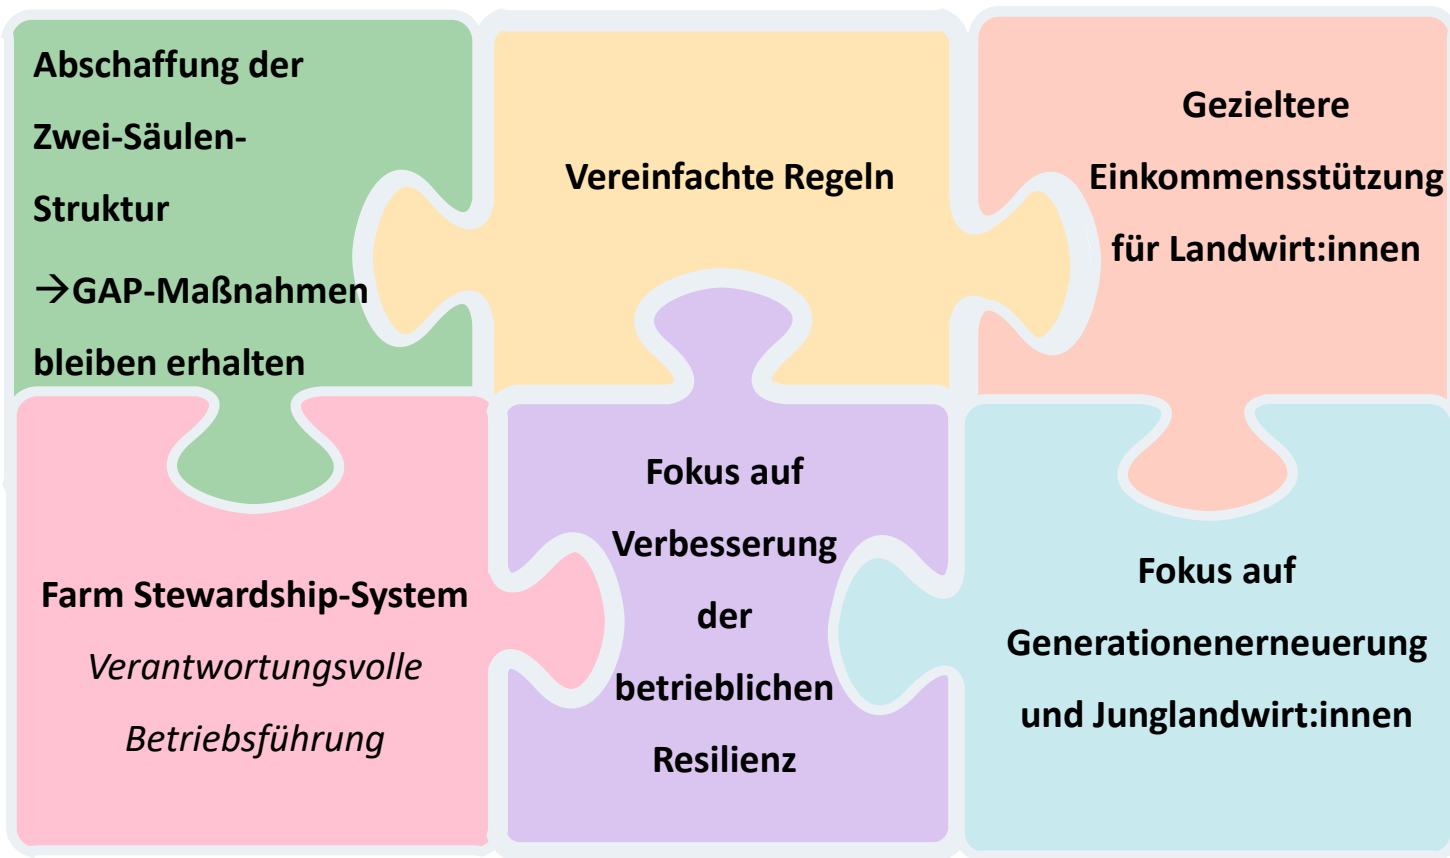 Abschaffung der
Zwei-Säulen-
Struktur
→GAP-Maßnahmen
bleiben erhalten
Vereinfachte Regeln
Gezieltere
Einkommensstützung
für Landwirt:innen
Farm Stewardship-System
Verantwortungsvolle
Betriebsführung
Fokus auf
Verbesserung
der
betrieblichen
Resilienz
Fokus auf
Generationenerneuerung
und Junglandwirt:innen